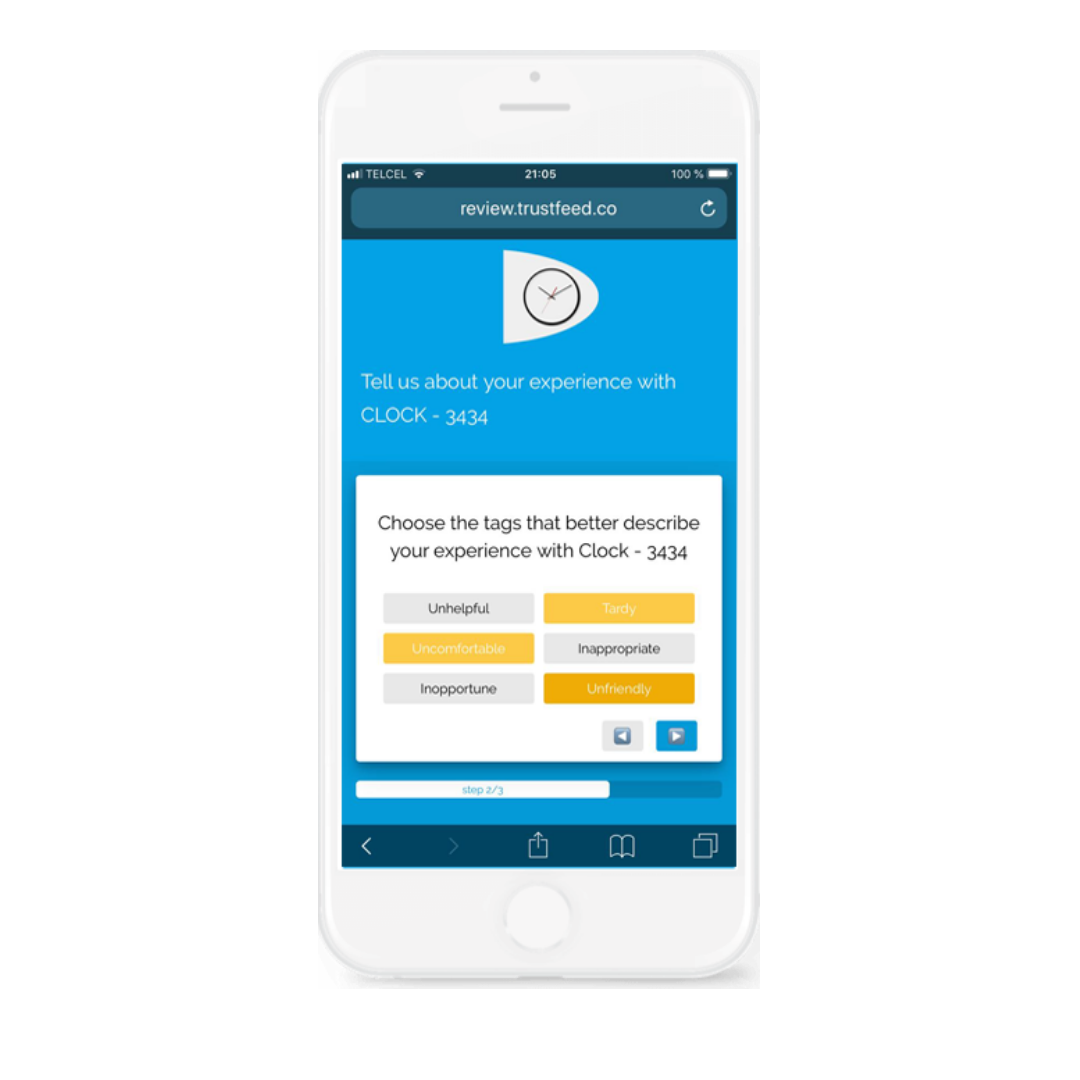 TELCEL 21:05 100 %
review.trustfeed.co
Tell us about your experience with
CLOCK - 3434
Choose the tags that better describe
your experience with Clock - 3434
Unhelpful Tardy
Uncomfortable Inappropriate
Inopportune Unfriendly
step 2/3